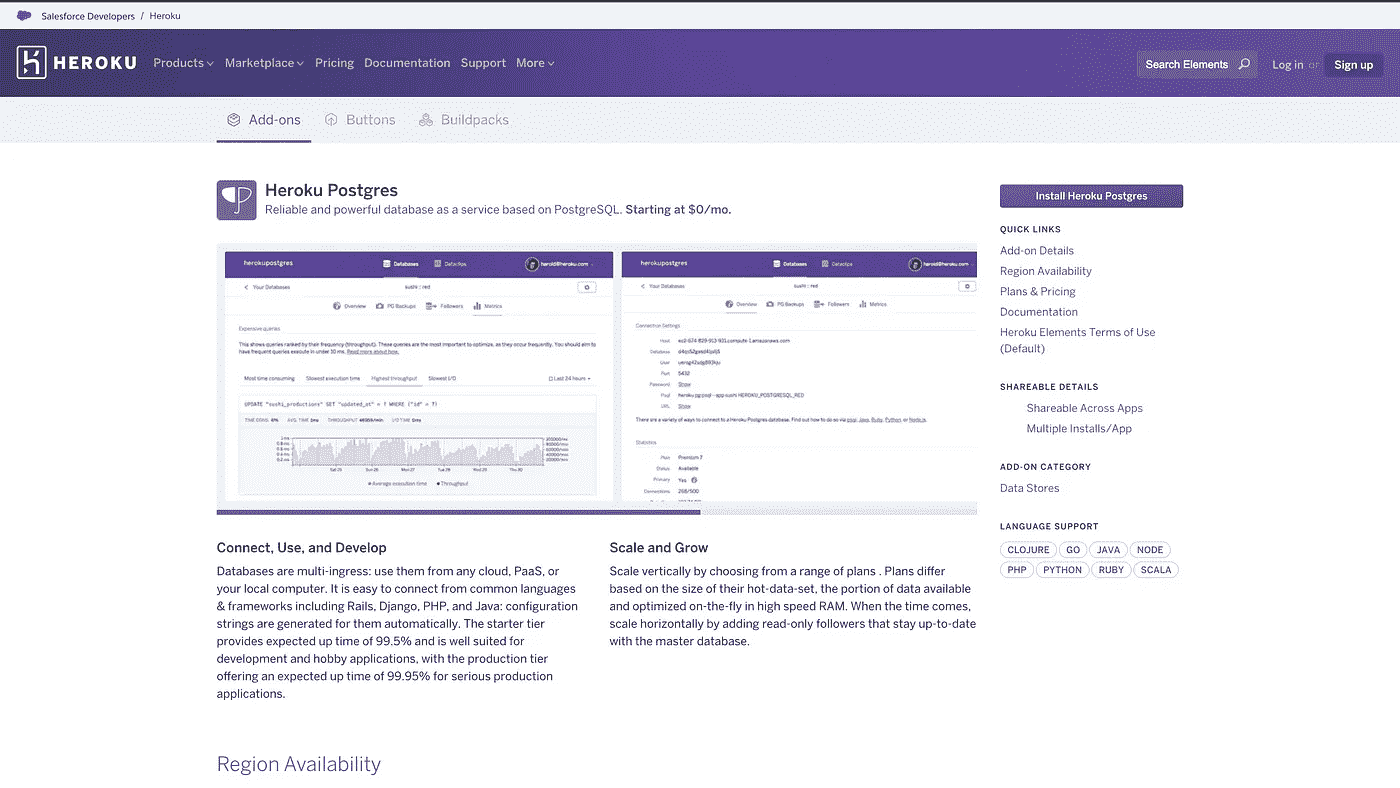 Salesforce Developers / Heroku
HEROKU Products Marketplace Pricing Documentation Support More Search Elements Log in or Sign up
Add-ons Buttons Buildpacks
Heroku Postgres
Reliable and powerful database as a service based on PostgreSQL. Starting at $0/mo.
herokupostgres Databases Dataclips harold@heroku.com
Your Databases sushi : red
Overview PG Backups Followers Metrics
Expensive queries
This shows queries ranked by their frequency (throughput). These queries are the most important to optimize, as they occur frequently. You should aim to
have frequent queries execute in under 10 ms. Read more about how.
Most time consuming Slowest execution time Highest throughput Slowest I/O Last 24 hours
Average execution time Throughput
herokupostgres Databases Dataclips harold@heroku.com
Your Databases sushi : red
Overview PG Backups Followers Metrics
Connection Settings
Host
Database
User
Port 5432
Password Show
Psql heroku pg:psql --app sushi HEROKU_POSTGRESQL_RED
URL Show
There are a variety of ways to connect to a Heroku Postgres database. Find out how to do so via psql, Java, Ruby, Python, or Node.js.
Statistics
Plan Premium 7
Status Available
Primary Yes
Connections 268/500
Connect, Use, and Develop
Databases are multi-ingress: use them from any cloud, PaaS, or
your local computer. It is easy to connect from common languages
& frameworks including Rails, Django, PHP, and Java: configuration
strings are generated for them automatically. The starter tier
provides expected up time of 99.5% and is well suited for
development and hobby applications, with the production tier
offering an expected up time of 99.95% for serious production
applications.
Scale and Grow
Scale vertically by choosing from a range of plans . Plans differ
based on the size of their hot-data-set, the portion of data available
and optimized on-the-fly in high speed RAM. When the time comes,
scale horizontally by adding read-only followers that stay up-to-date
with the master database.
Region Availability
Install Heroku Postgres
QUICK LINKS
Add-on Details
Region Availability
Plans & Pricing
Documentation
Heroku Elements Terms of Use
(Default)
SHAREABLE DETAILS
Shareable Across Apps
Multiple Installs/App
ADD-ON CATEGORY
Data Stores
LANGUAGE SUPPORT
CLOJURE GO JAVA NODE
PHP PYTHON RUBY SCALA